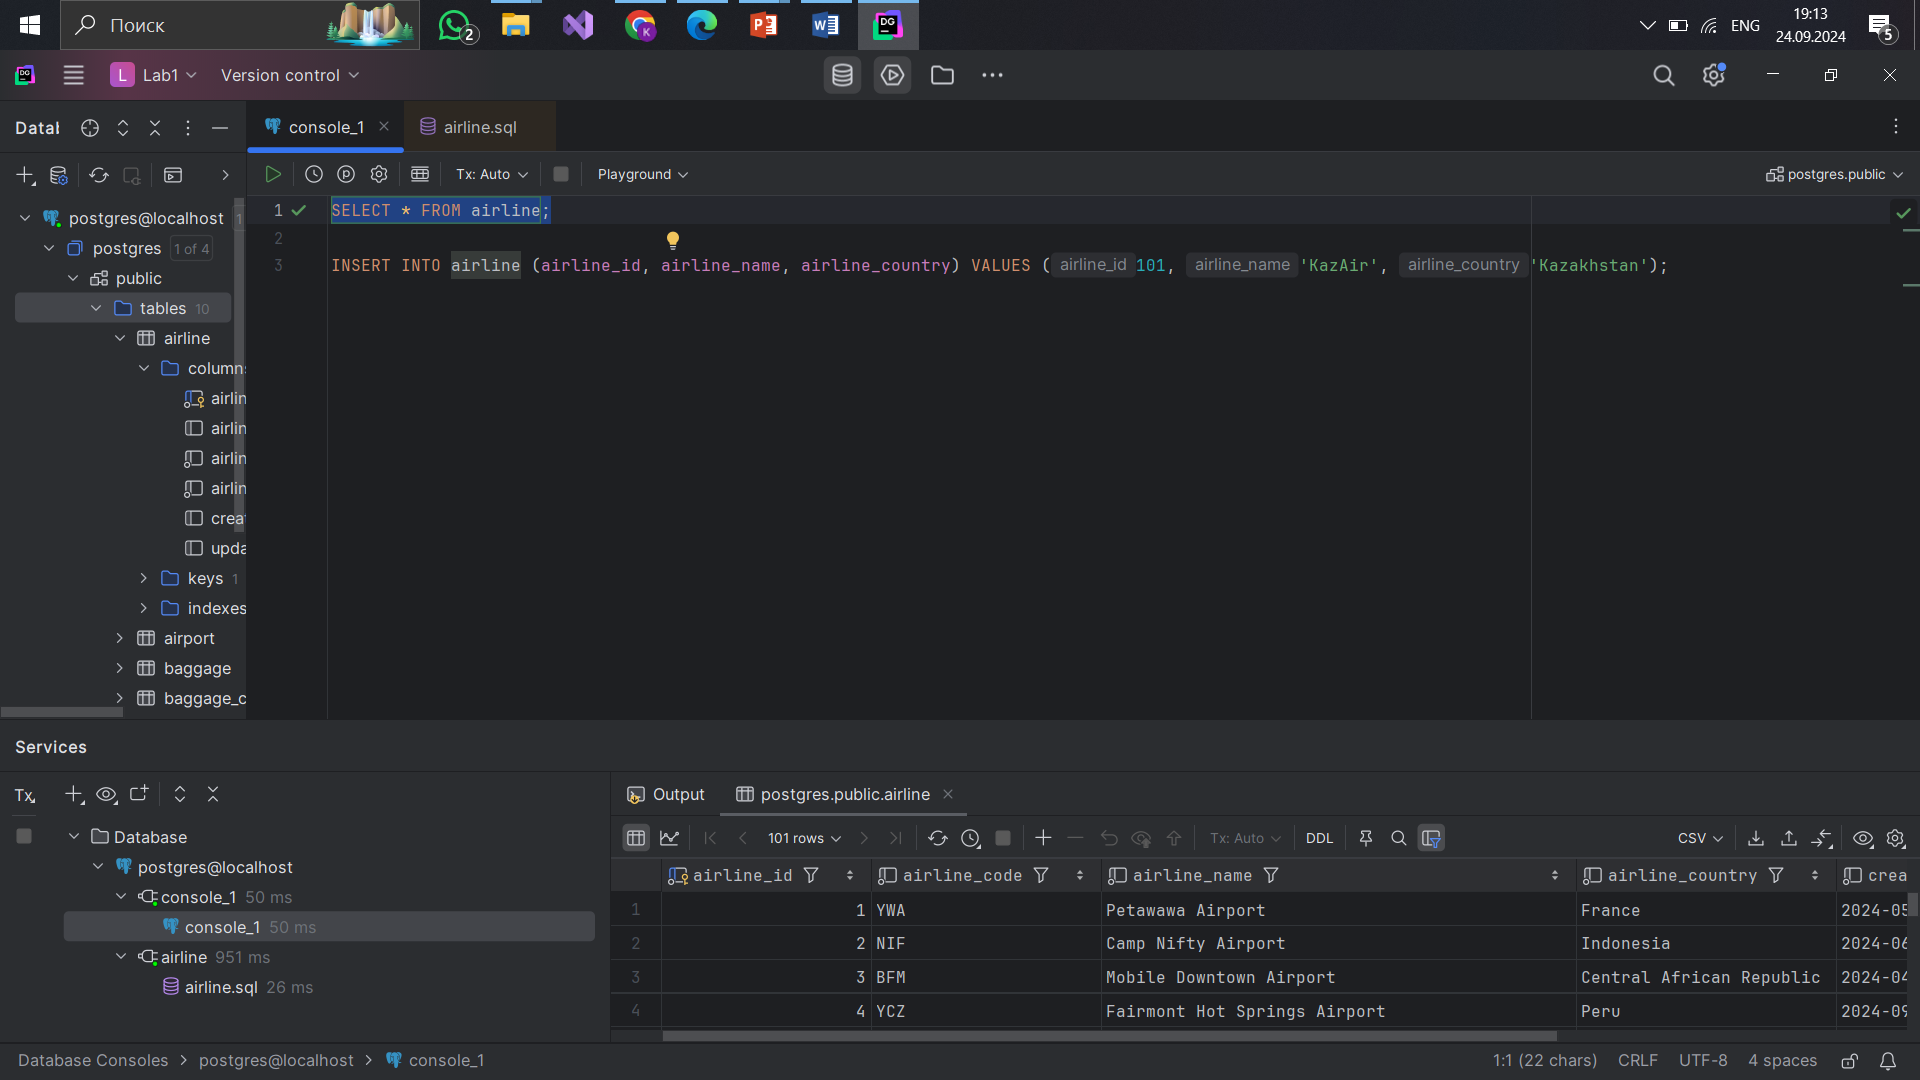 Поиск
2
DG
ENG
19:13
24.09.2024
5
DG
L Lab1
Version control
console_1
airline.sql
Tx: Auto
Playground
postgres.public
postgres@localhost 1
postgres 1 of 4
public
tables 10
airline
keys 1
indexes
airport
baggage
1 SELECT * FROM airline;
2
3 INSERT INTO airline (airline_id, airline_name, airline_country) VALUES ( airline_id 101, airline_name 'KazAir', airline_country 'Kazakhstan');
Services
Tx
Database
postgres@localhost
console_1 50 ms
console_1 50 ms
airline 951 ms
airline.sql 26 ms
Output
postgres.public.airline
101 rows
Tx: Auto
DDL
CSV
airline_id airline_code airline_name airline_country
1 1 YWA Petawawa Airport France
2 2 NIF Camp Nifty Airport Indonesia
3 3 BFM Mobile Downtown Airport Central African Republic
4 4 YCZ Fairmont Hot Springs Airport Peru
Database Consoles > postgres@localhost > console_1
1:1 (22 chars) CRLF UTF-8 4 spaces